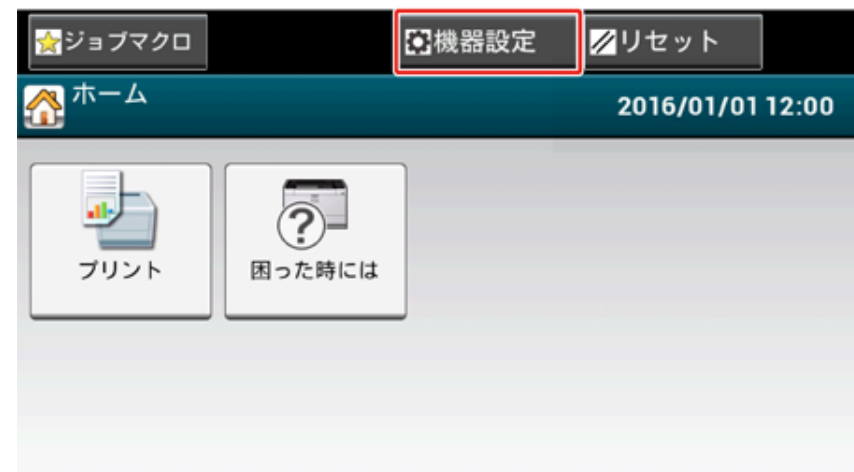 ジョブマクロ
機器設定
リセット
ホーム
2016/01/01 12:00
プリント
困った時には